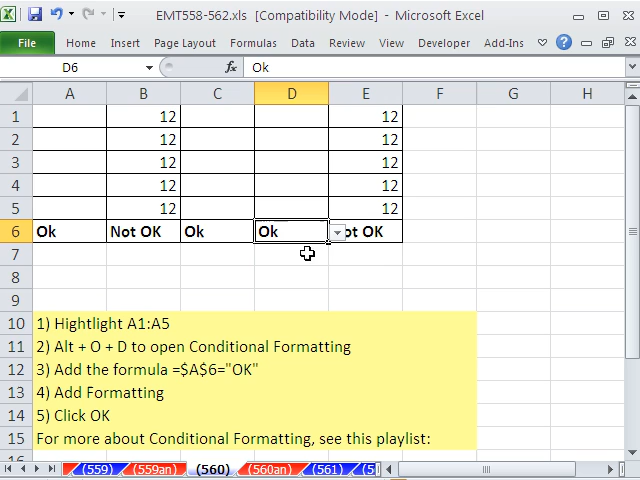 EMT558-562.xls [Compatibility Mode] - Microsoft Excel
File Home Insert Page Layout Formulas Data Review View Developer Add-Ins
D6 fx Ok
A B C D E F G H
1 12 12
2 12 12
3 12 12
4 12 12
5 12 12
6 Ok Not OK Ok Ok ot OK
7
8
9
10 1) Hightlight A1:A5
11 2) Alt + O + D to open Conditional Formatting
12 3) Add the formula =$A$6="OK"
13 4) Add Formatting
14 5) Click OK
15 For more about Conditional Formatting, see this playlist:
(559) (559an) (560) (560an) (561) (5